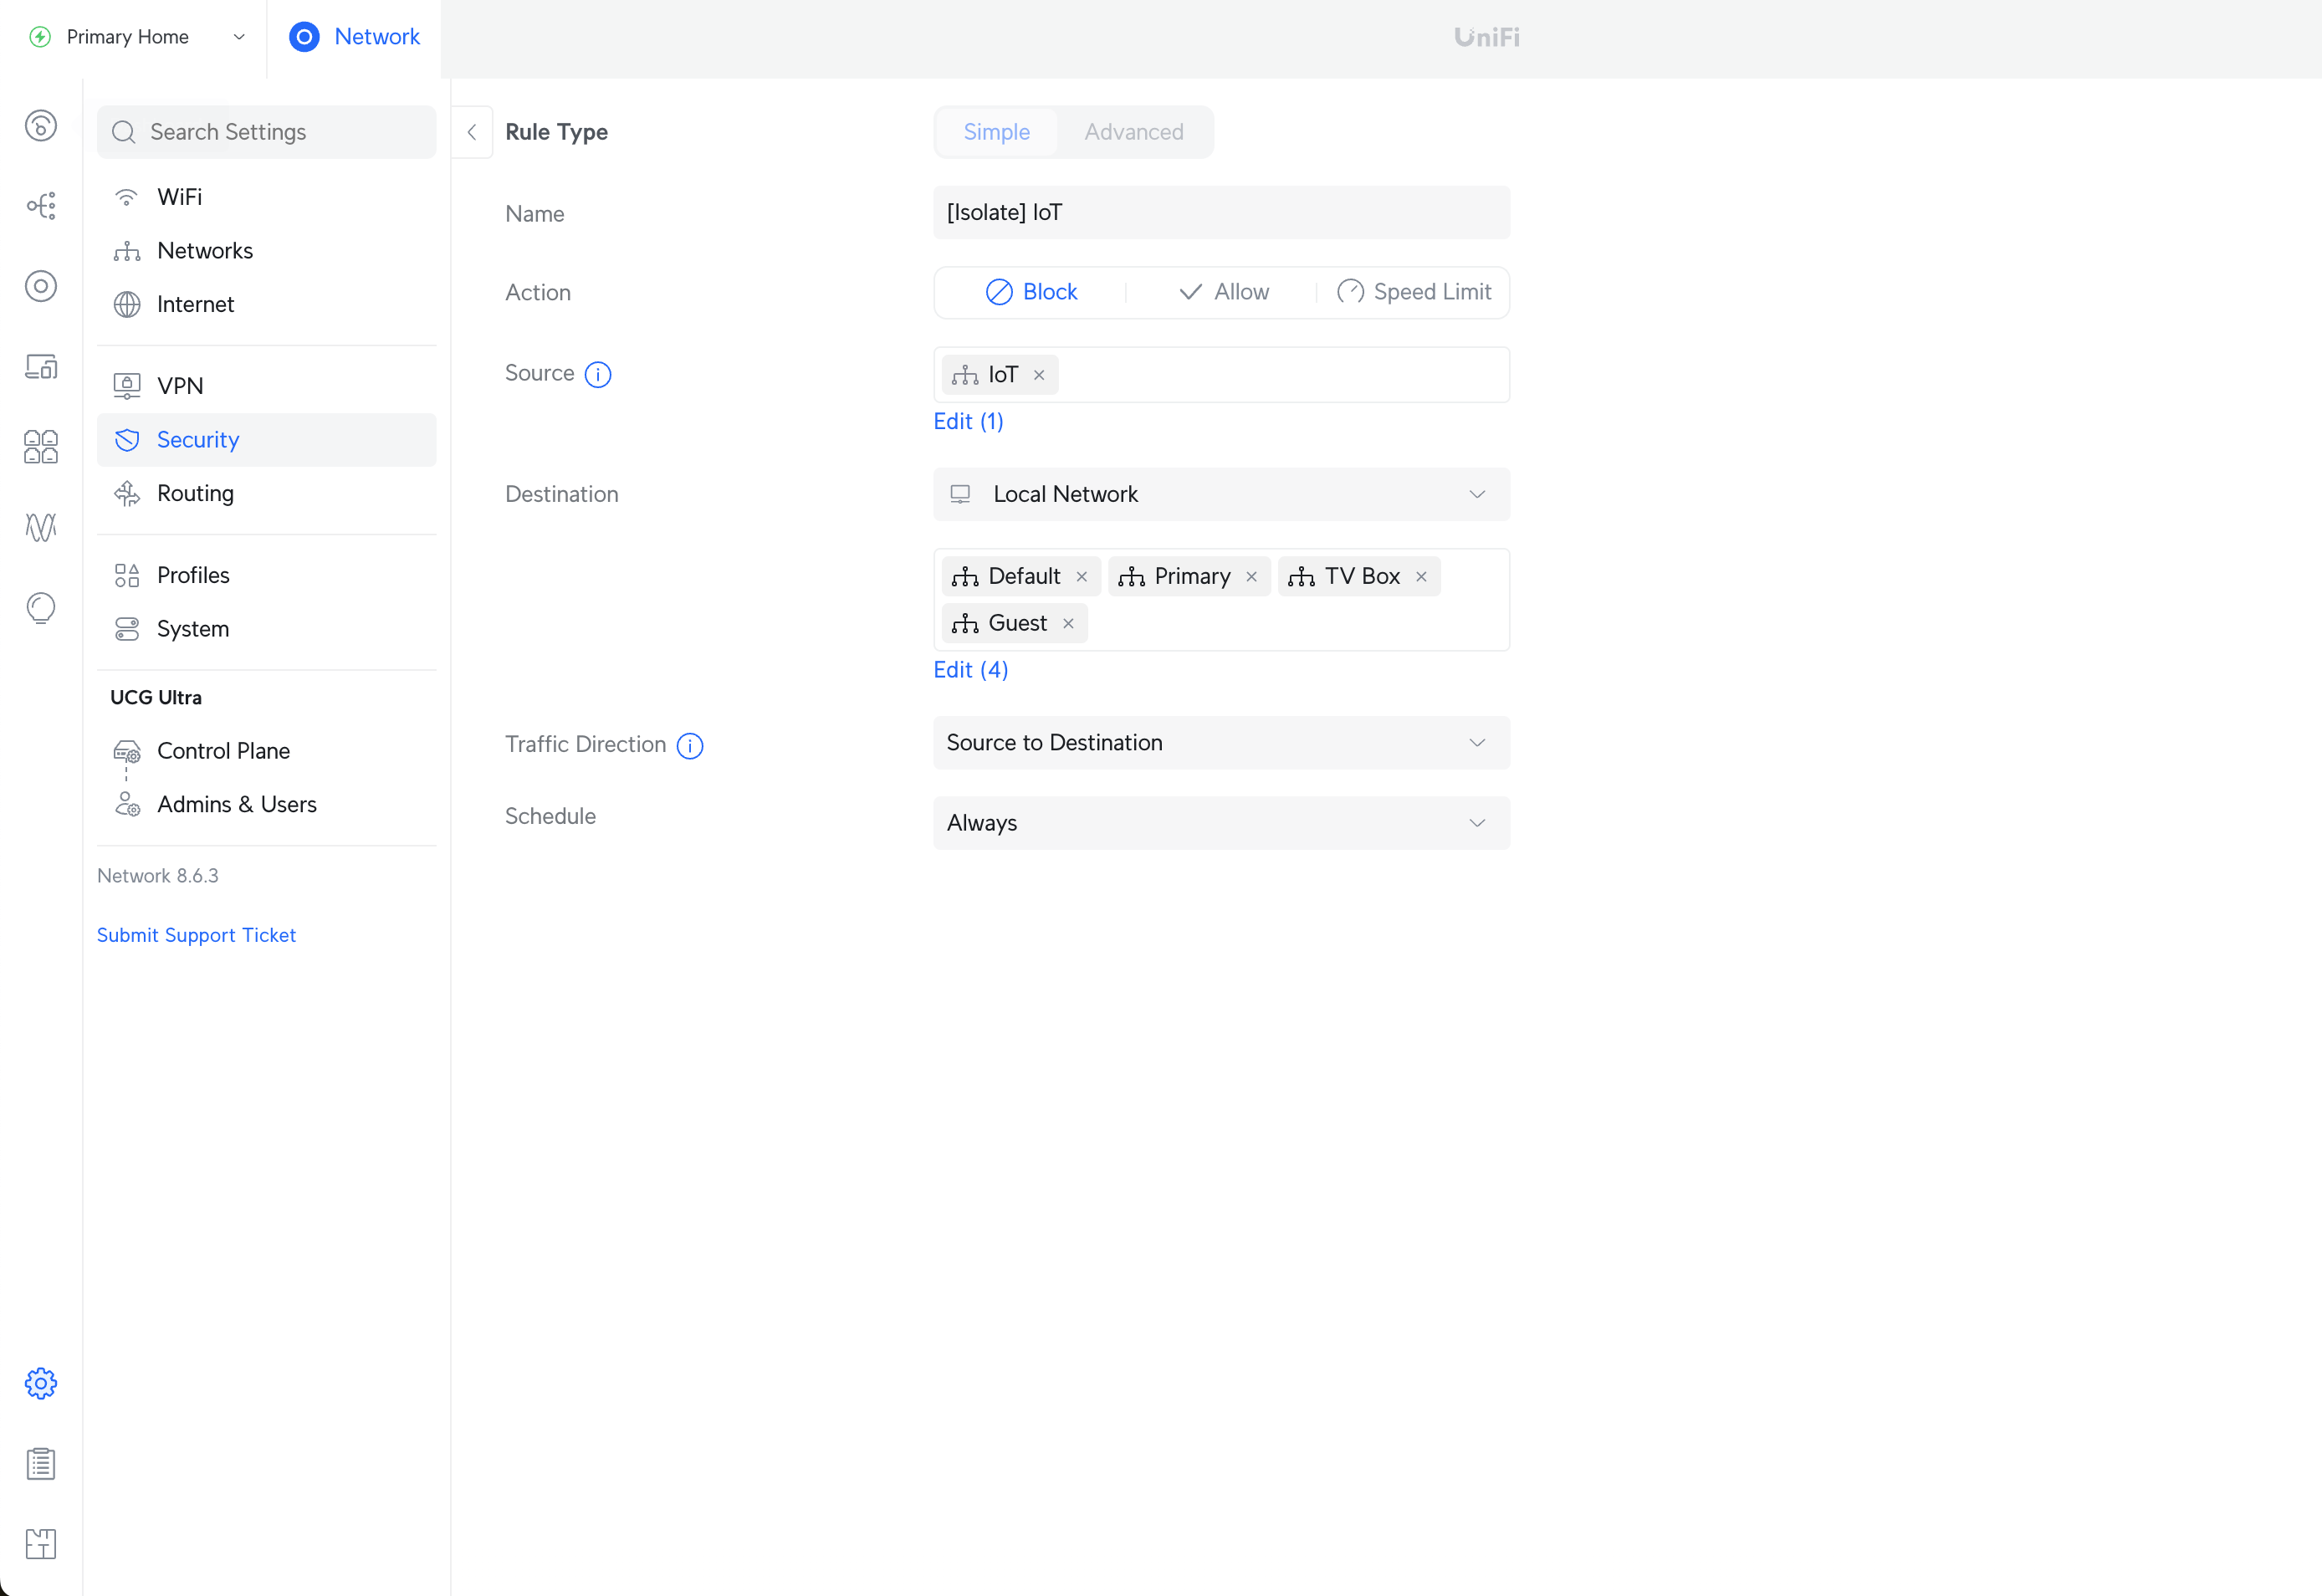 Primary Home
Network
UniFi
Search Settings
WiFi
Networks
Internet
VPN
Security
Routing
Profiles
System
UCG Ultra
Control Plane
Admins & Users
Network 8.6.3
Submit Support Ticket
Rule Type
Simple Advanced
Name
[Isolate] IoT
Action
Block Allow Speed Limit
Source
IoT
Edit (1)
Destination
Local Network
Default Primary TV Box
Guest
Edit (4)
Traffic Direction
Source to Destination
Schedule
Always